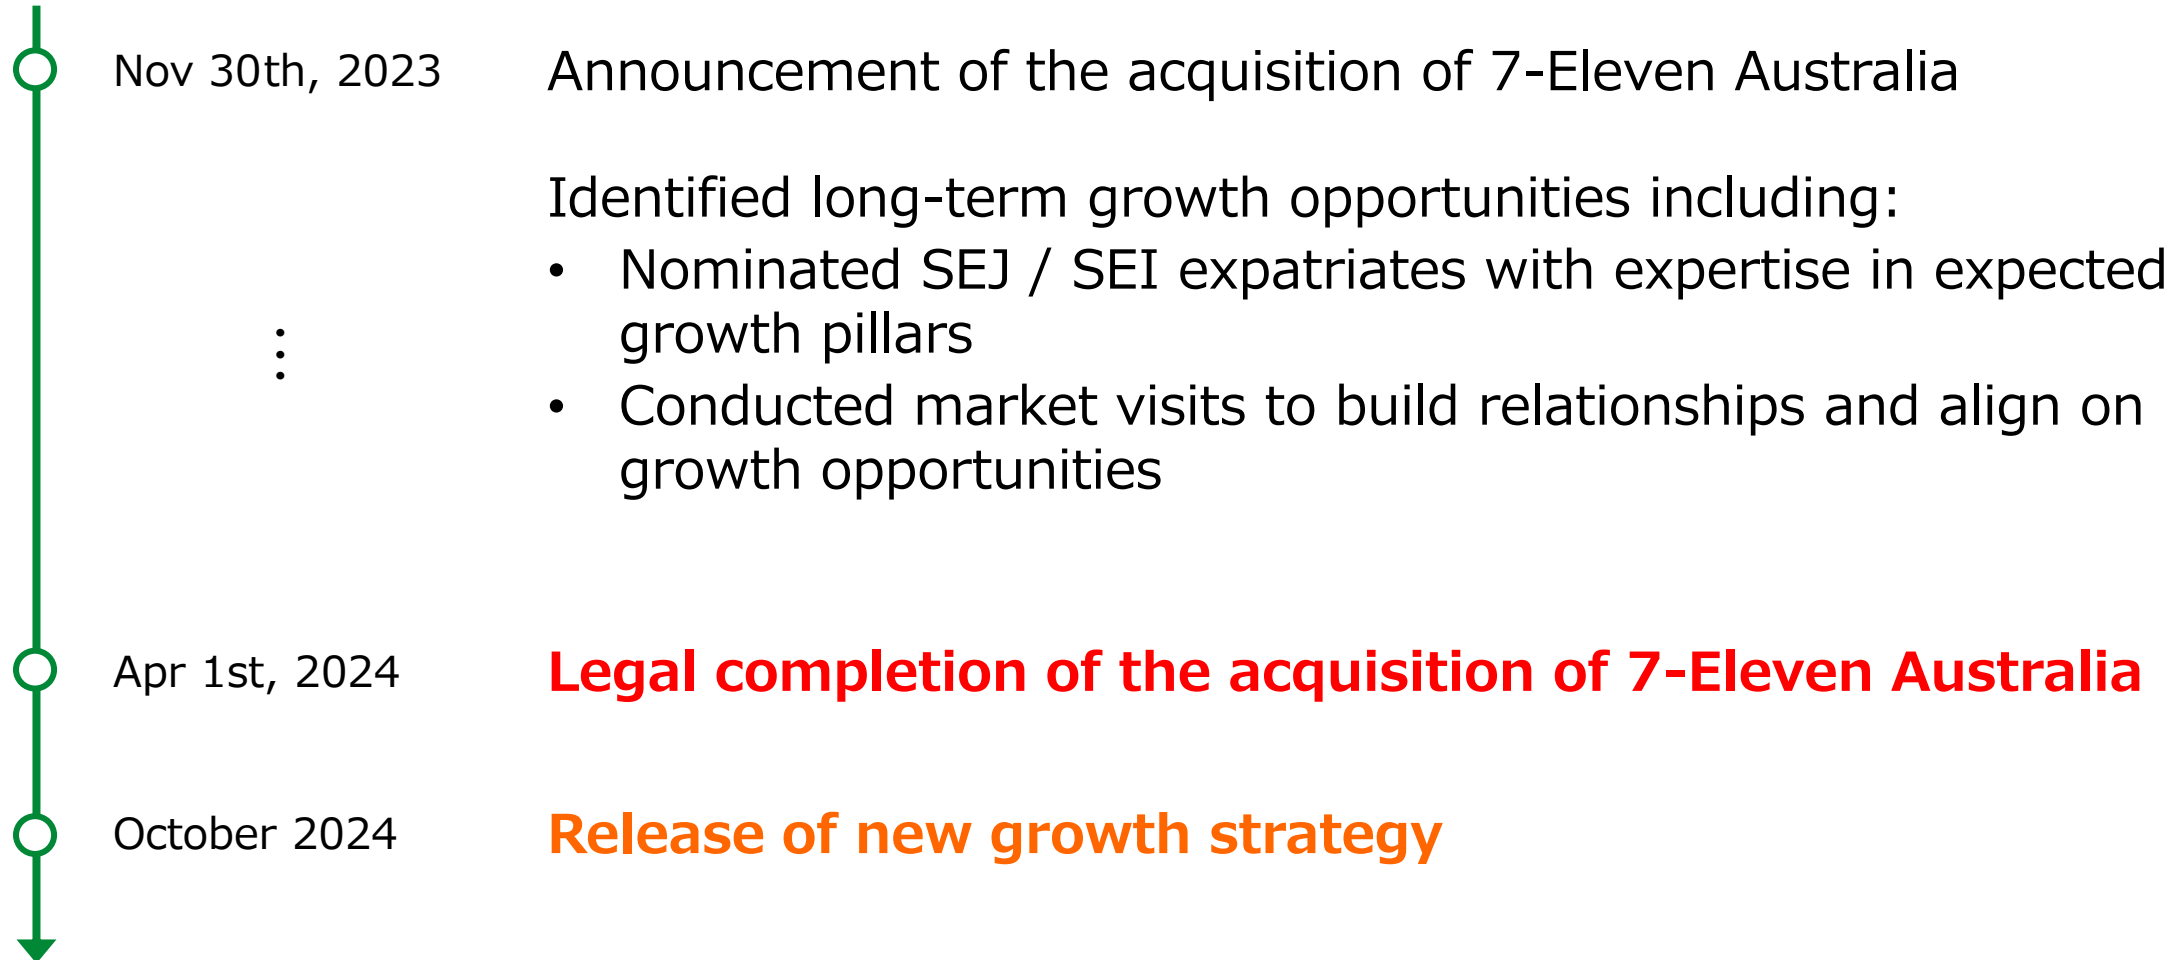 Nov 30th, 2023
Announcement of the acquisition of 7-Eleven Australia
Identified long-term growth opportunities including:
• Nominated SEJ / SEI expatriates with expertise in expected
growth pillars
• Conducted market visits to build relationships and align on
growth opportunities
Apr 1st, 2024
Legal completion of the acquisition of 7-Eleven Australia
October 2024
Release of new growth strategy